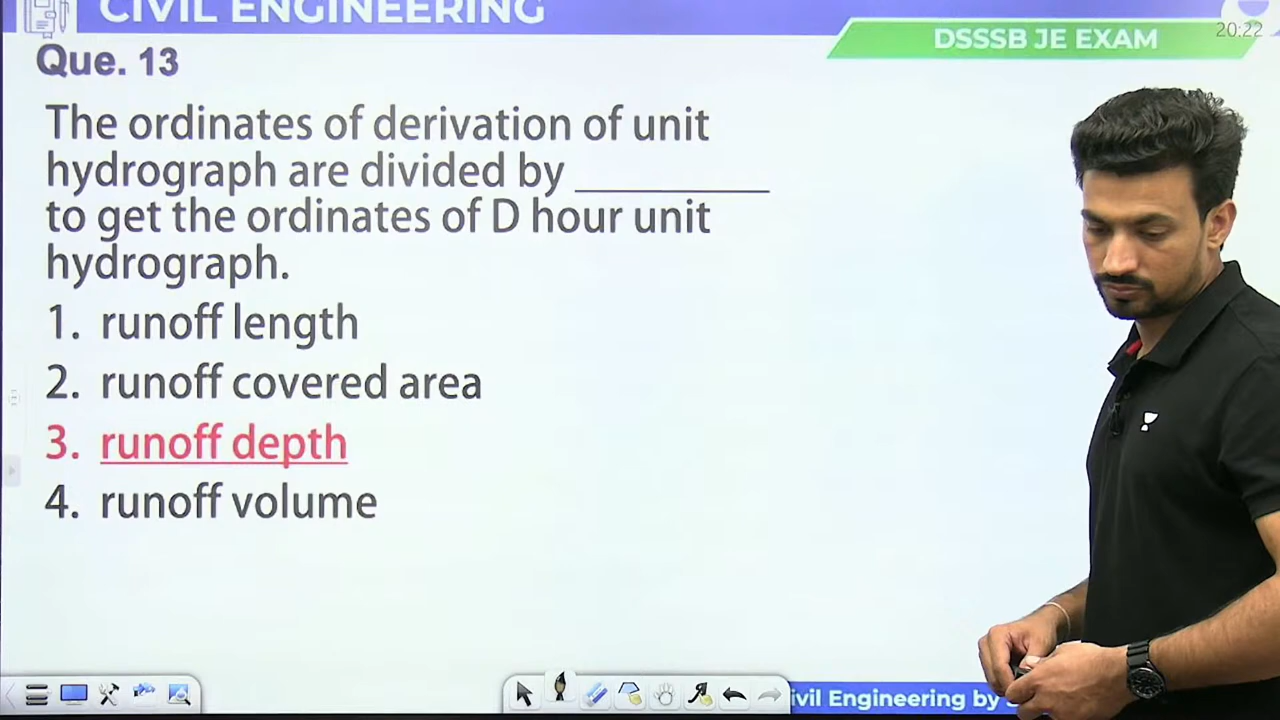 CIVIL ENGINEERING
20:22
DSSSB JE EXAM
Que. 13
The ordinates of derivation of unit
hydrograph are divided by __________
to get the ordinates of D hour unit
hydrograph.
1. runoff length
2. runoff covered area
3. runoff depth
4. runoff volume
ivil Engineering by